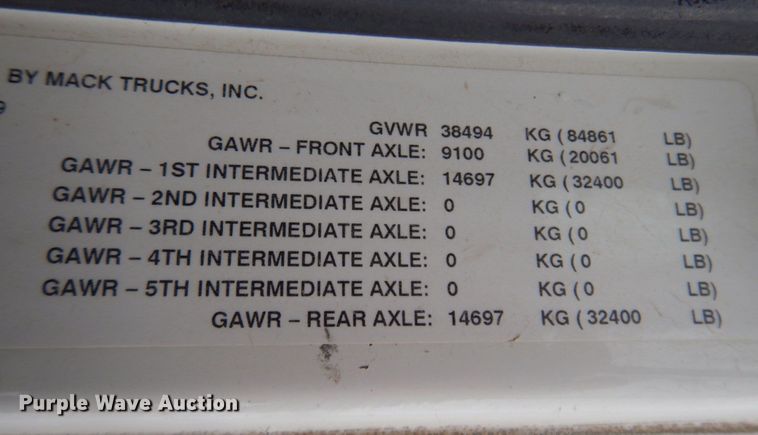 BY MACK TRUCKS, INC.
9
GVWR 38494 KG ( 84861 LB)
GAWR – FRONT AXLE: 9100 KG ( 20061 LB)
GAWR – 1ST INTERMEDIATE AXLE: 14697 KG ( 32400 LB)
GAWR – 2ND INTERMEDIATE AXLE: 0 KG ( 0 LB)
GAWR – 3RD INTERMEDIATE AXLE: 0 KG ( 0 LB)
GAWR – 4TH INTERMEDIATE AXLE: 0 KG ( 0 LB)
GAWR – 5TH INTERMEDIATE AXLE: 0 KG ( 0 LB)
GAWR – REAR AXLE: 14697 KG ( 32400 LB)
Purple Wave Auction